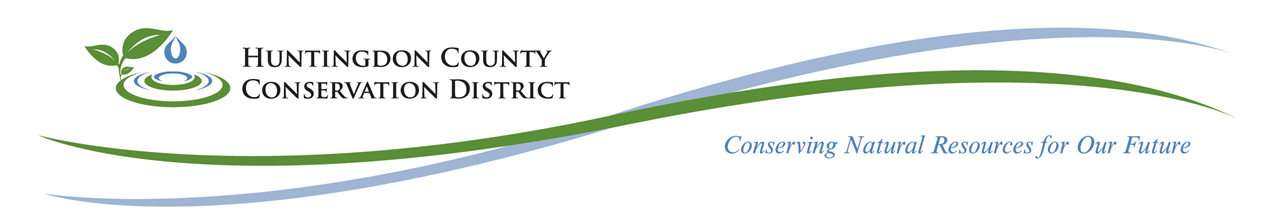 Huntingdon County
Conservation District
Conserving Natural Resources for Our Future